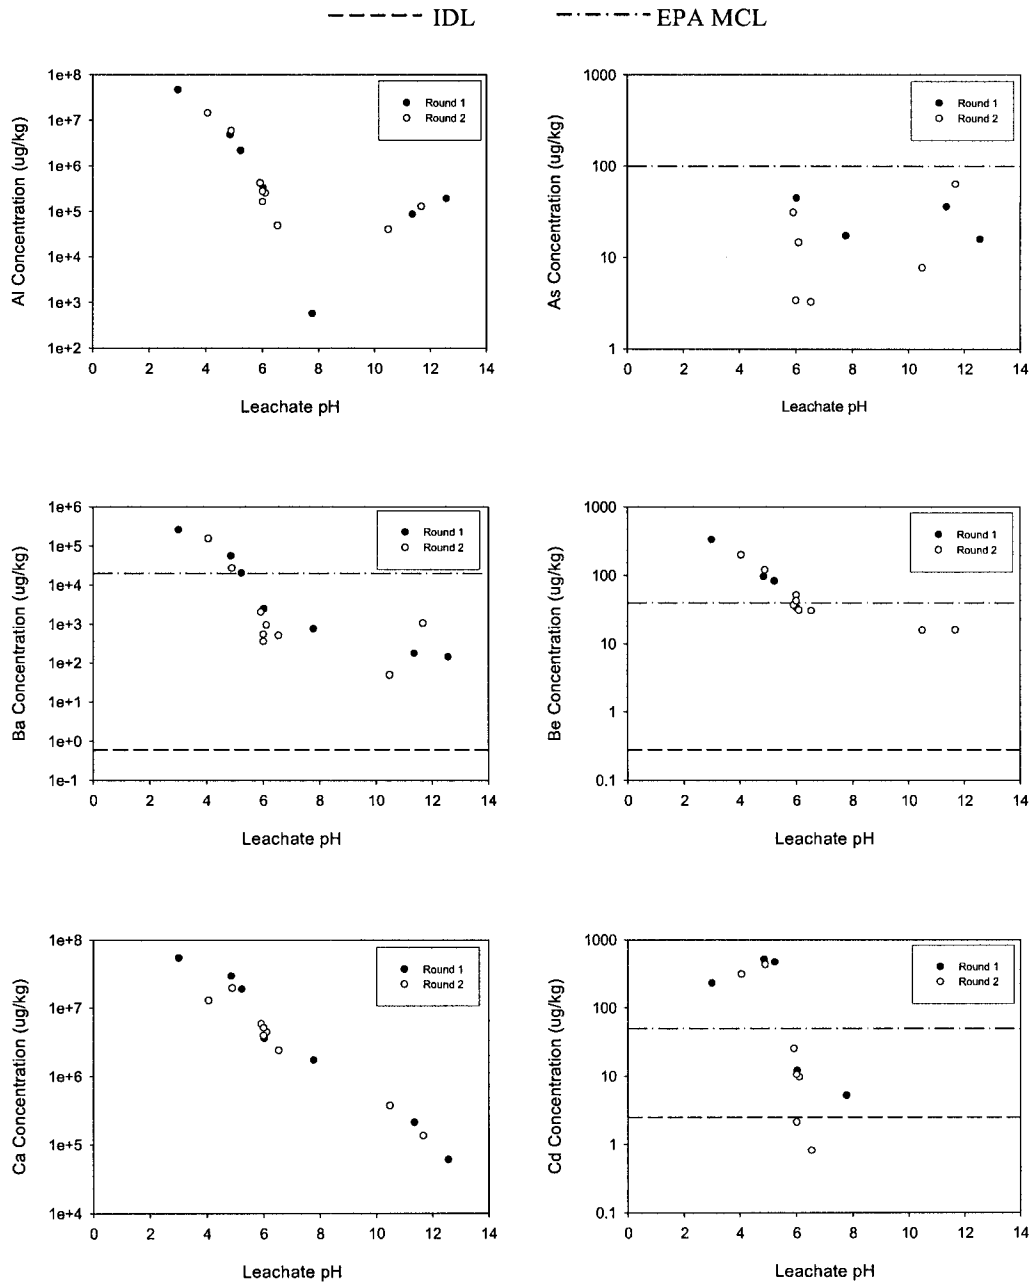 IDL EPA MCL
1e+8
1e+7
1e+6
1e+5
1e+4
1e+3
1e+2
Al Concentration (ug/kg)
Round 1
Round 2
0 2 4 6 8 10 12 14
Leachate pH
1000
100
10
1
As Concentration (ug/kg)
Round 1
Round 2
0 2 4 6 8 10 12 14
Leachate pH
1e+6
1e+5
1e+4
1e+3
1e+2
1e+1
1e+0
1e-1
Ba Concentration (ug/kg)
Round 1
Round 2
0 2 4 6 8 10 12 14
Leachate pH
1000
100
10
1
0.1
Be Concentration (ug/kg)
Round 1
Round 2
0 2 4 6 8 10 12 14
Leachate pH
1e+8
1e+7
1e+6
1e+5
1e+4
Ca Concentration (ug/kg)
Round 1
Round 2
0 2 4 6 8 10 12 14
Leachate pH
1000
100
10
1
0.1
Cd Concentration (ug/kg)
Round 1
Round 2
0 2 4 6 8 10 12 14
Leachate pH